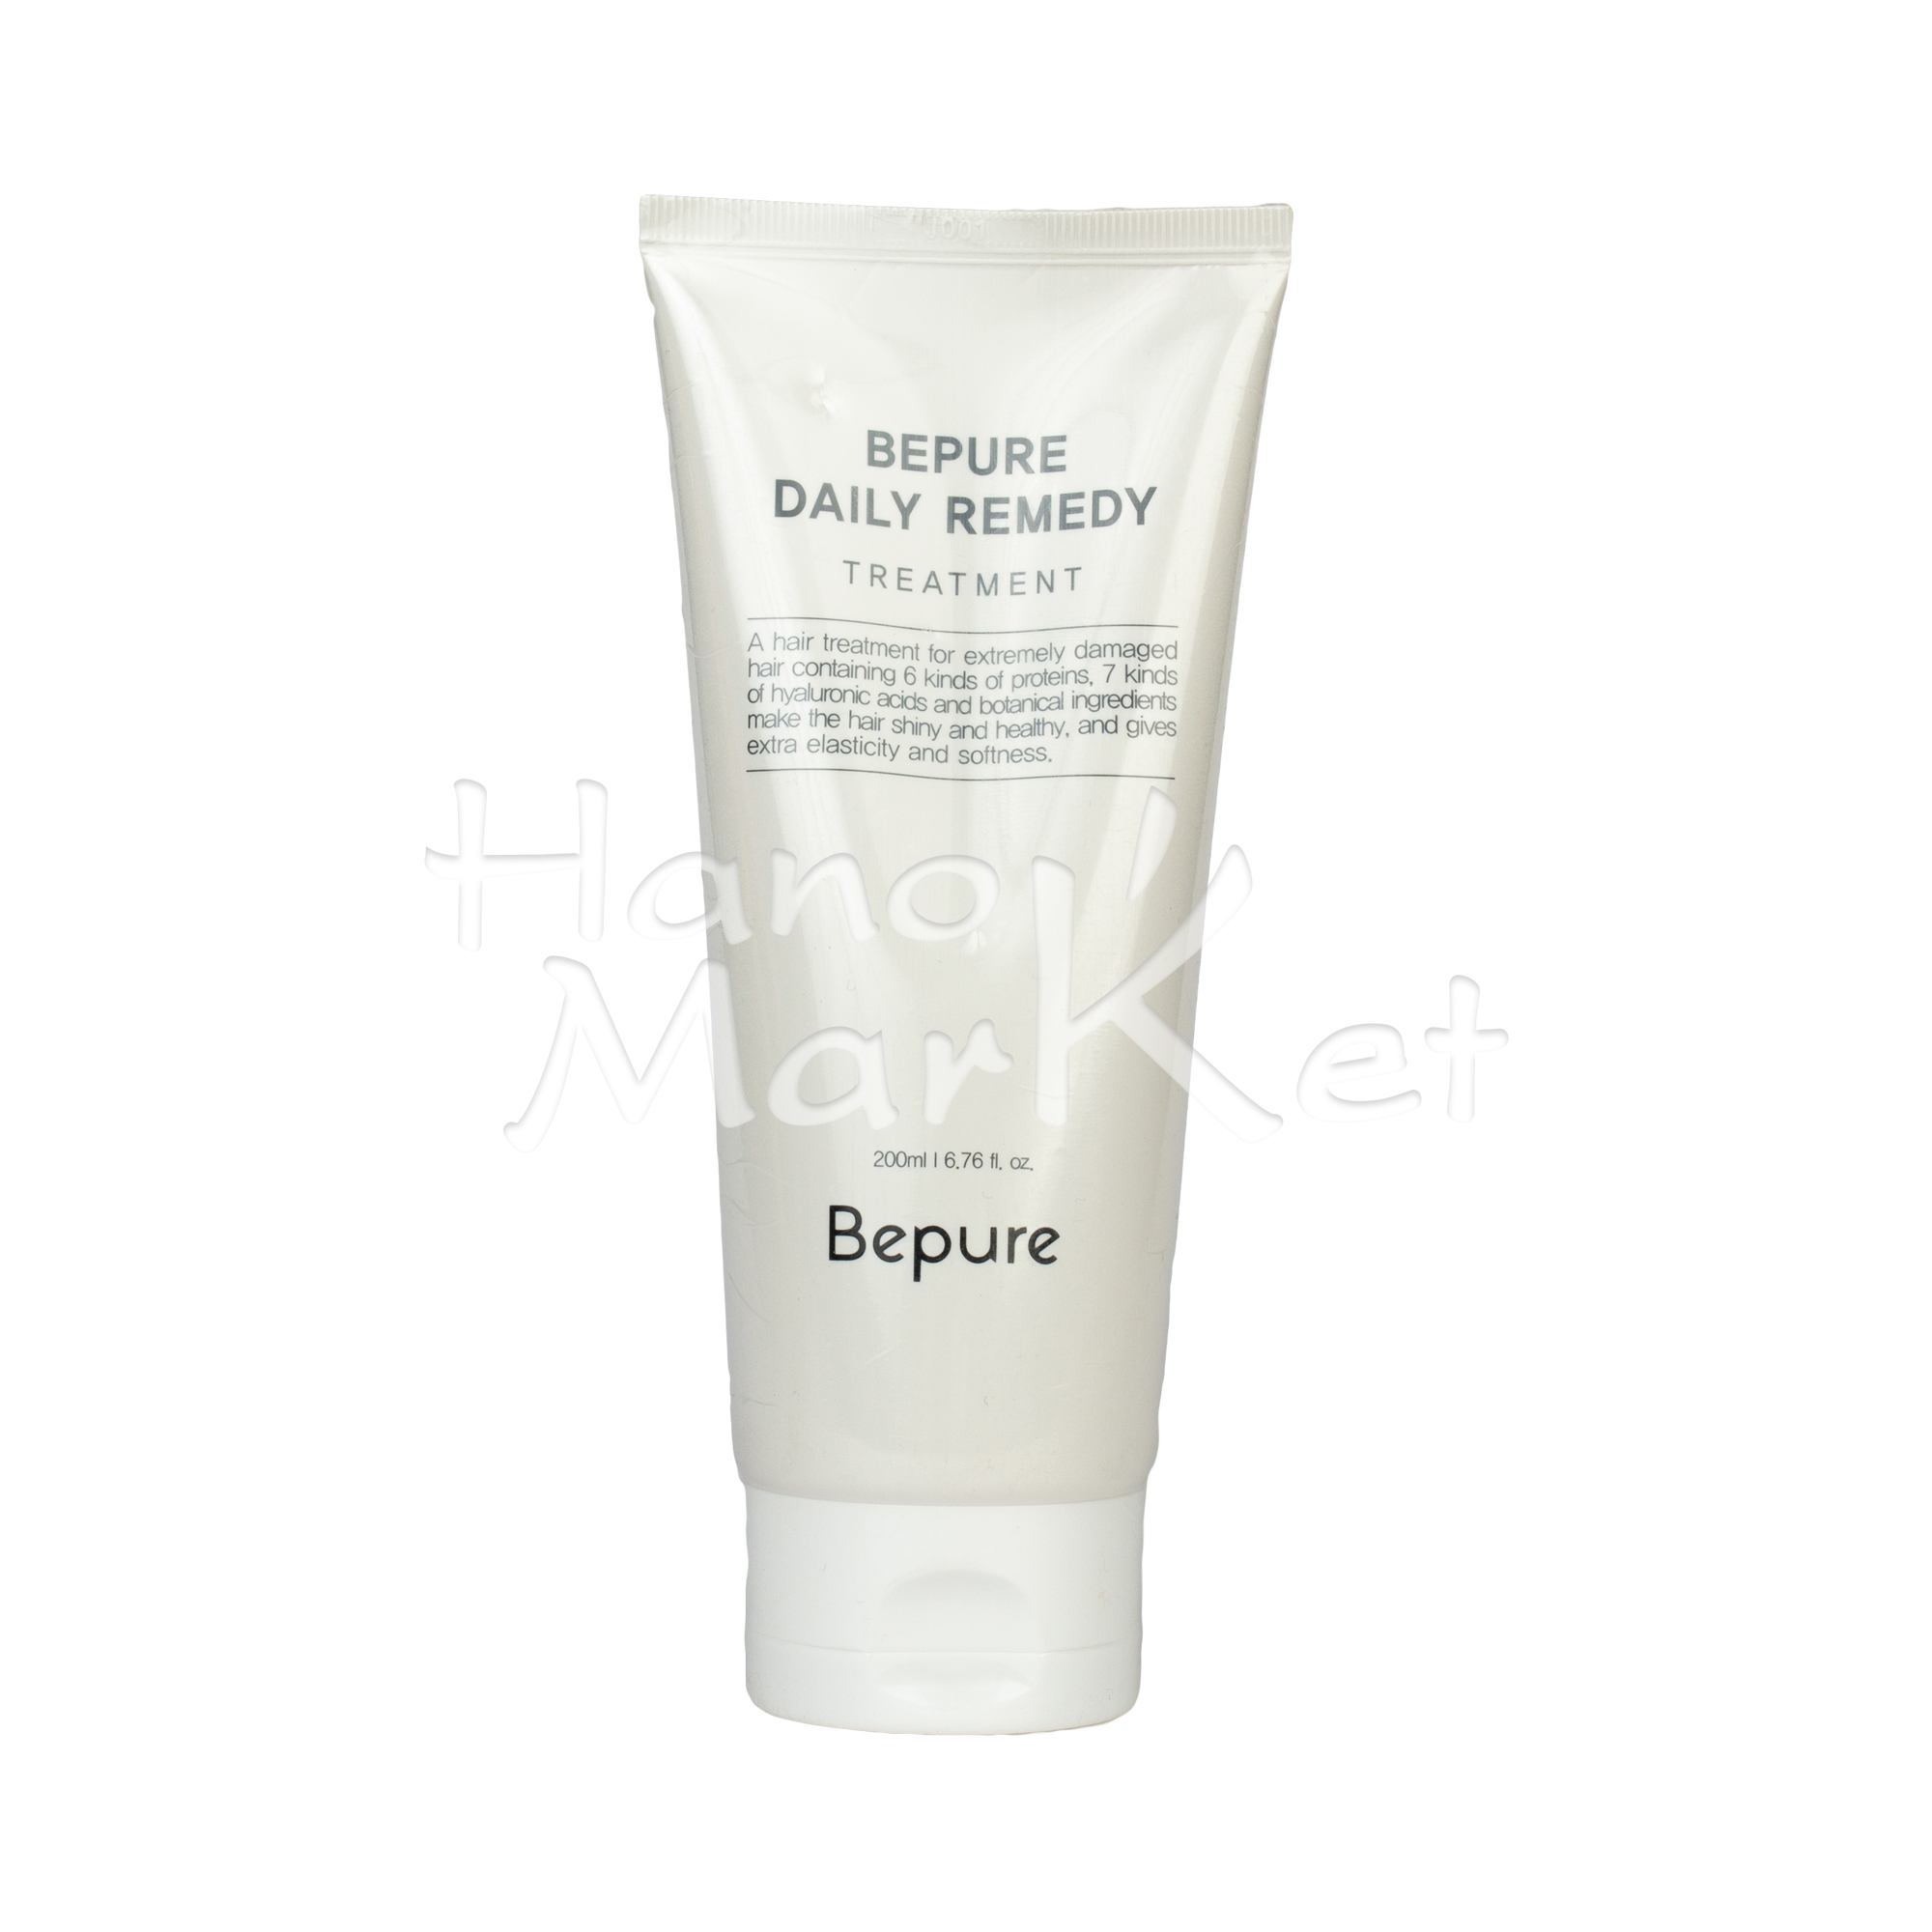 BEPURE
DAILY REMEDY
TREATMENT
A hair treatment for extremely damaged
hair containing 6 kinds of proteins, 7 kinds
of hyaluronic acids and botanical ingredients
make the hair shiny and healthy, and gives
extra elasticity and softness.
Hano
MarKet
200ml | 6.76 fl. oz.
Bepure